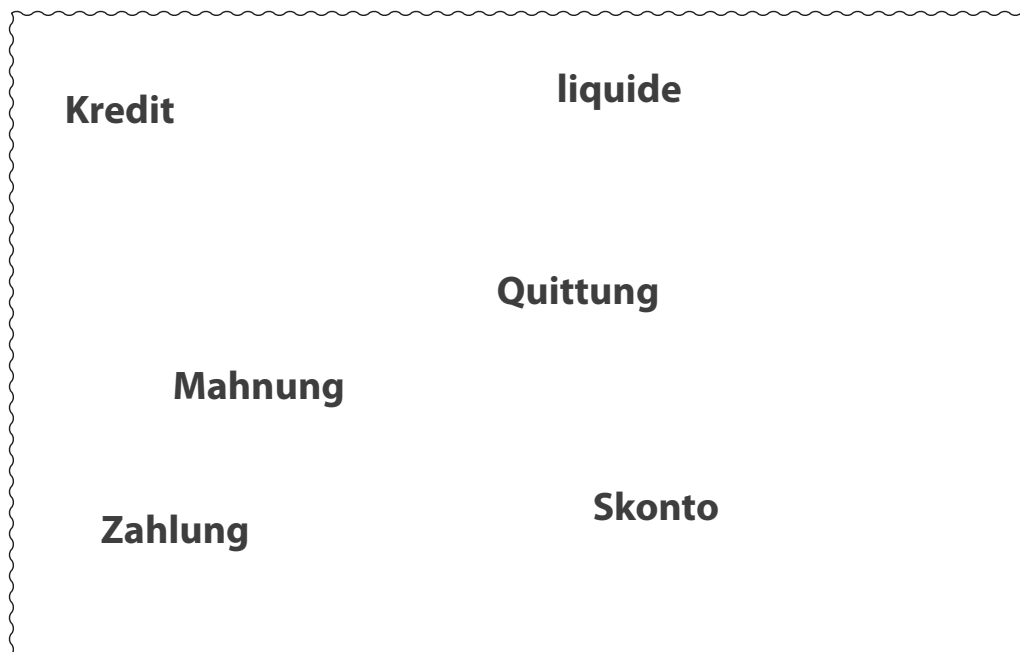 Kredit
liquide
Quittung
Mahnung
Zahlung
Skonto